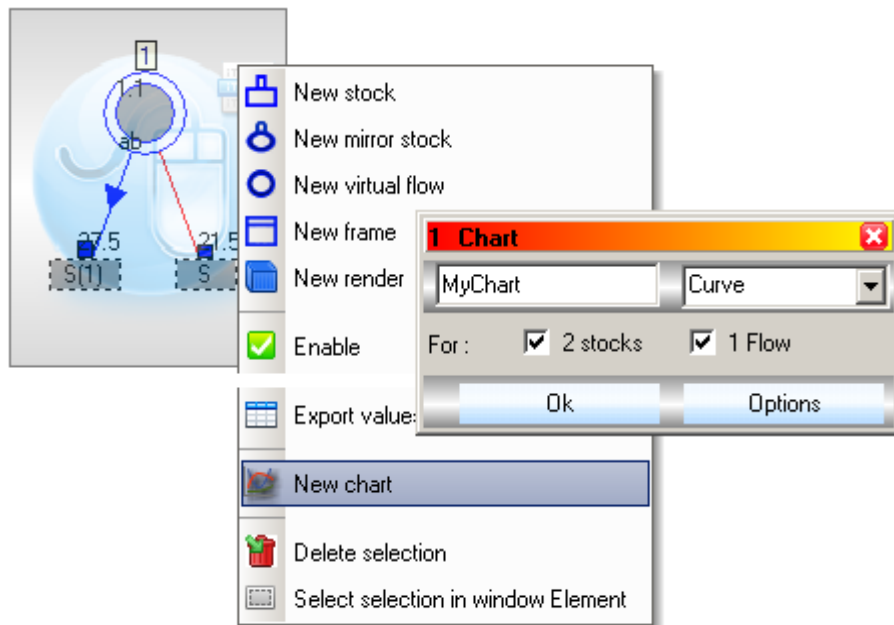 1
1.1
ab
27.5
21.5
S(1)
S
New stock
New mirror stock
New virtual flow
New frame
New render
Enable
Export values
New chart
Delete selection
Select selection in window Element
1 Chart
MyChart
Curve
For :
2 stocks
1 Flow
Ok
Options